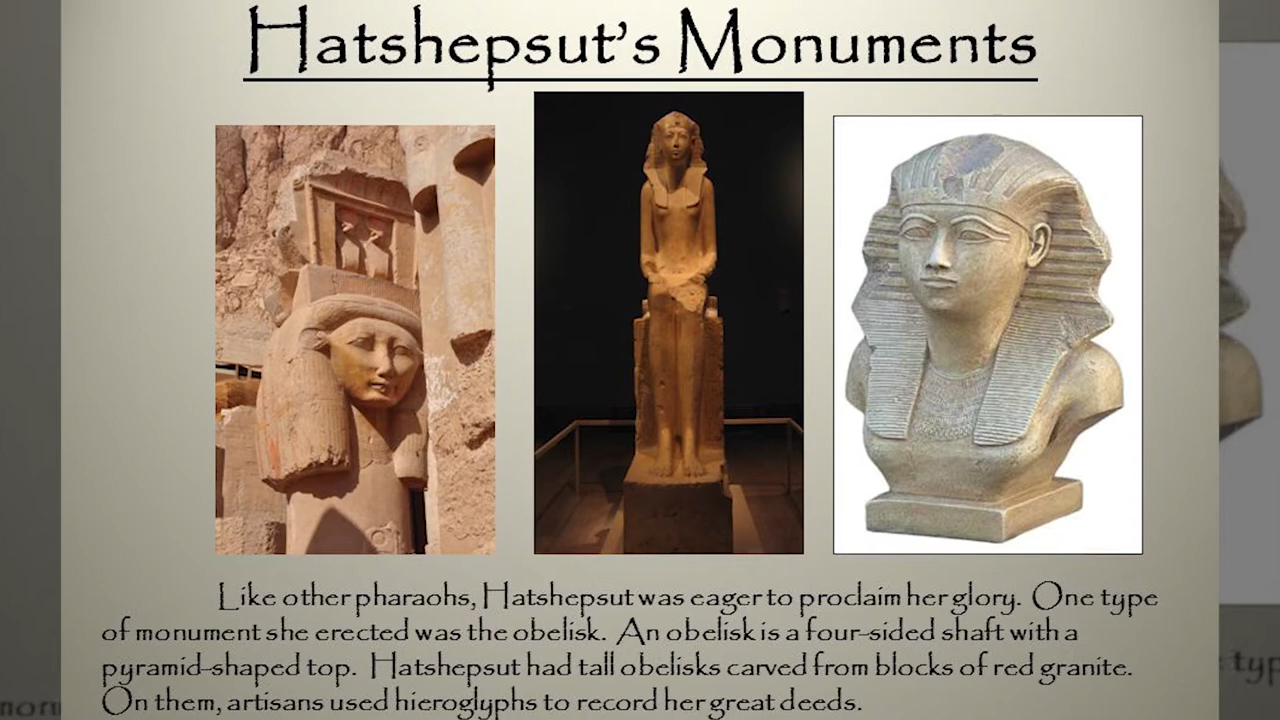 Hatshepsut's Monuments
Like other pharaohs, Hatshepsut was eager to proclaim her glory. One type
of monument she erected was the obelisk. An obelisk is a four-sided shaft with a
pyramid-shaped top. Hatshepsut had tall obelisks carved from blocks of red granite.
On them, artisans used hieroglyphs to record her great deeds.